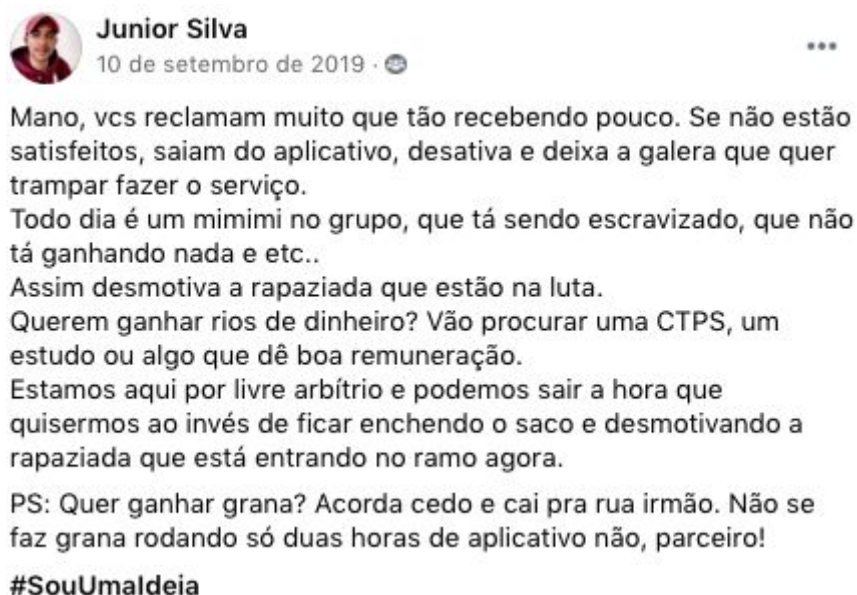 Junior Silva
10 de setembro de 2019 ·
Mano, vcs reclamam muito que tão recebendo pouco. Se não estão
satisfeitos, saiam do aplicativo, desativa e deixa a galera que quer
trampar fazer o serviço.
Todo dia é um mimimi no grupo, que tá sendo escravizado, que não
tá ganhando nada e etc..
Assim desmotiva a rapaziada que estão na luta.
Querem ganhar rios de dinheiro? Vão procurar uma CTPS, um
estudo ou algo que dê boa remuneração.
Estamos aqui por livre arbítrio e podemos sair a hora que
quisermos ao invés de ficar enchendo o saco e desmotivando a
rapaziada que está entrando no ramo agora.
PS: Quer ganhar grana? Acorda cedo e cai pra rua irmão. Não se
faz grana rodando só duas horas de aplicativo não, parceiro!
#SouUmaIdeia